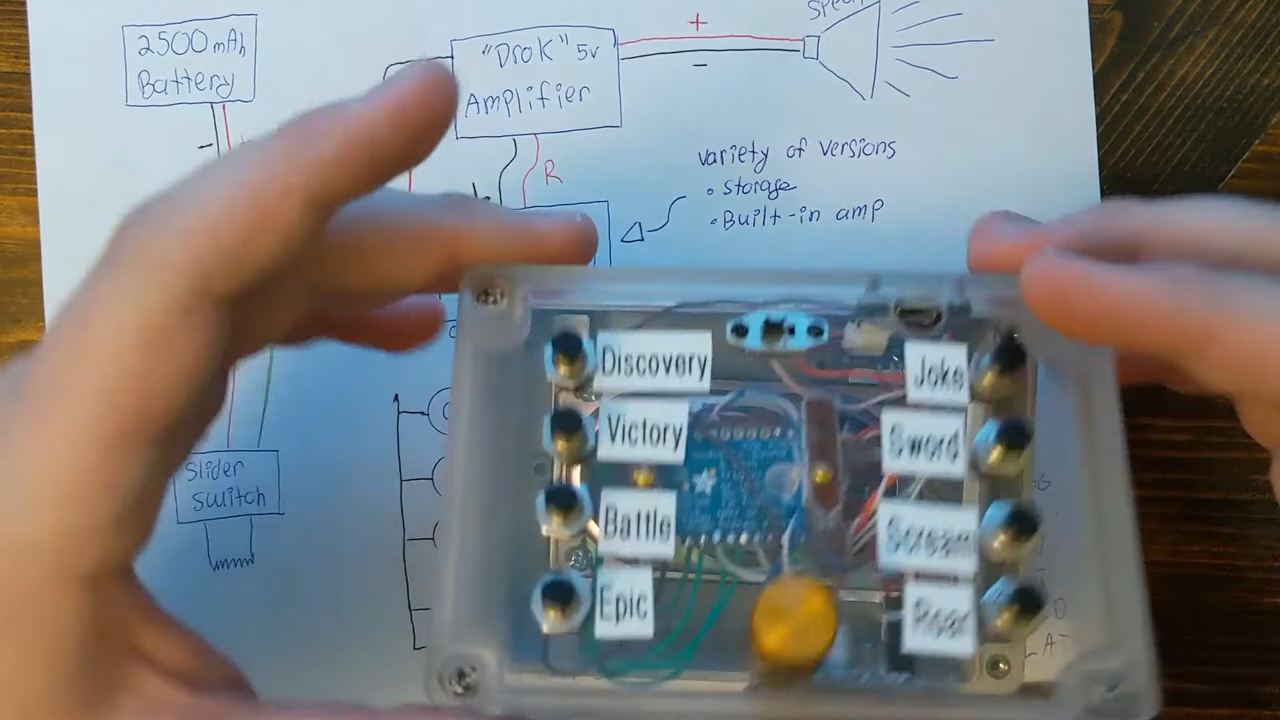 2500mAh
Battery
"DroK" 5v
Amplifier
+
−
−
R
variety of versions
• Storage
• Built-in amp
Slider
switch
Discovery
Victory
Battle
Epic
Joke
Sword
Scream
Roar